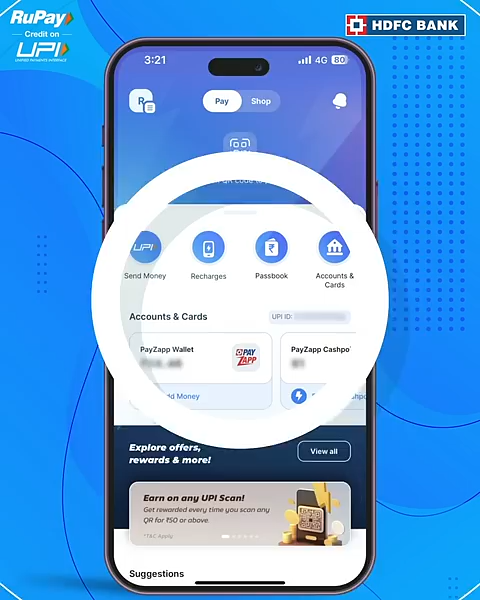 RuPay
Credit on
UPI
UNIFIED PAYMENTS INTERFACE
HDFC BANK
3:21
4G 80
R
Pay
Shop
QR code to
UPI
Send Money
Recharges
Passbook
Accounts &
Cards
Accounts & Cards
UPI ID:
PayZapp Wallet
PAY
ZAPP
PayZapp Cashpo
dd Money
Explore offers,
rewards & more!
View all
Earn on any UPI Scan!
Get rewarded every time you scan any
QR for ₹50 or above.
*T&C Apply
Suggestions